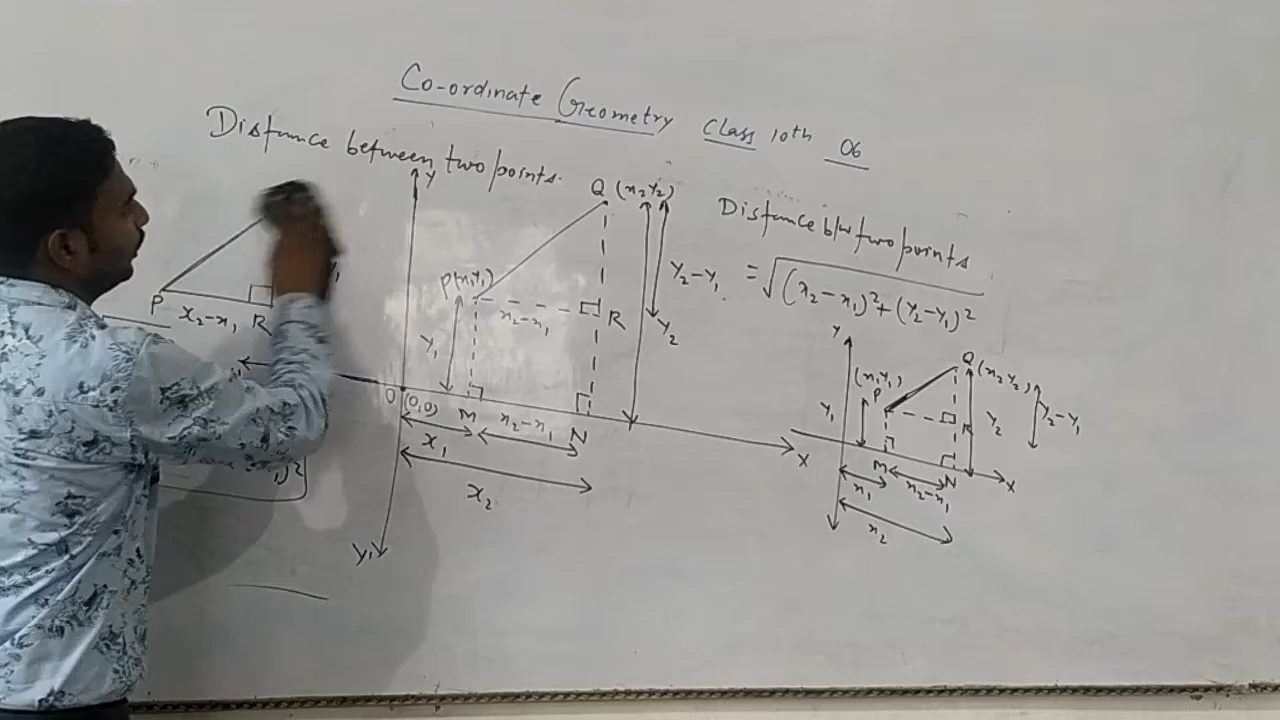 Co-ordinate Geometry Class 10th 06
Distance between two points.
Y
Q (x₂ Y₂)
Distance b/w two points
= √(x₂ - x₁)² + (Y₂ - Y₁)²
P(x₁ Y₁)
Y₂ - Y₁
x₂ - x₁
R
Y₁
Y₂
O (0,0)
M
x₂ - x₁
N
X
x₁
x₂
Y₁
P
x₂ - x₁
R
Y
Q (x₂ Y₂)
(x₁ Y₁)
P
Y₁
R
Y₂
Y₂ - Y₁
M
N
X
x₁
x₂ - x₁
x₂